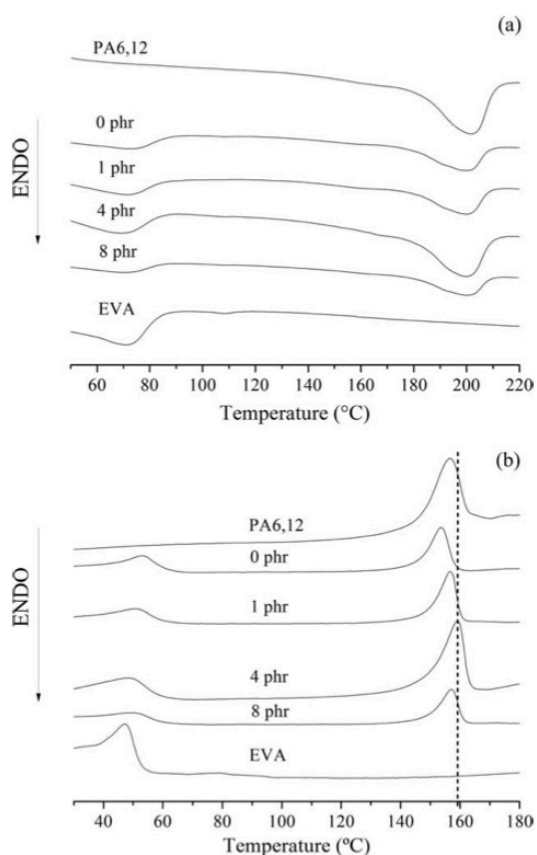 (a)
PA6,12
0 phr
1 phr
4 phr
8 phr
EVA
ENDO
60 80 100 120 140 160 180 200 220
Temperature (°C)
(b)
PA6,12
0 phr
1 phr
4 phr
8 phr
EVA
ENDO
40 60 80 100 120 140 160 180
Temperature (ºC)